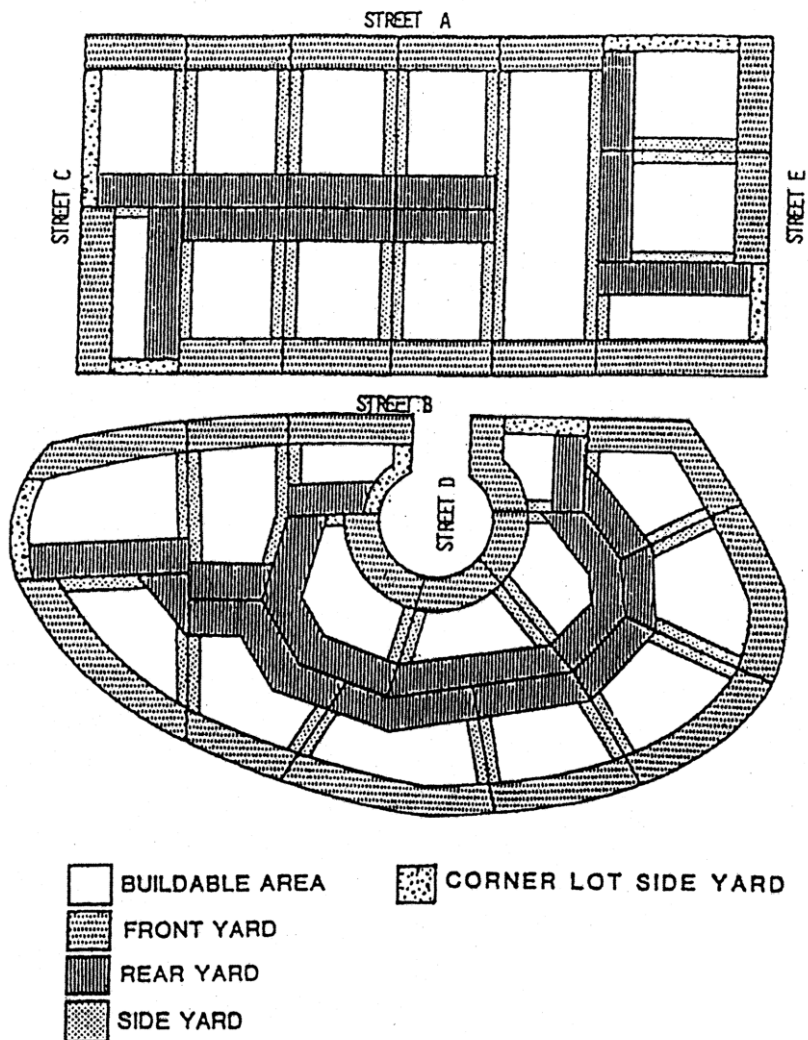 STREET A
STREET C
STREET E
STREET B
STREET D
BUILDABLE AREA
CORNER LOT SIDE YARD
FRONT YARD
REAR YARD
SIDE YARD